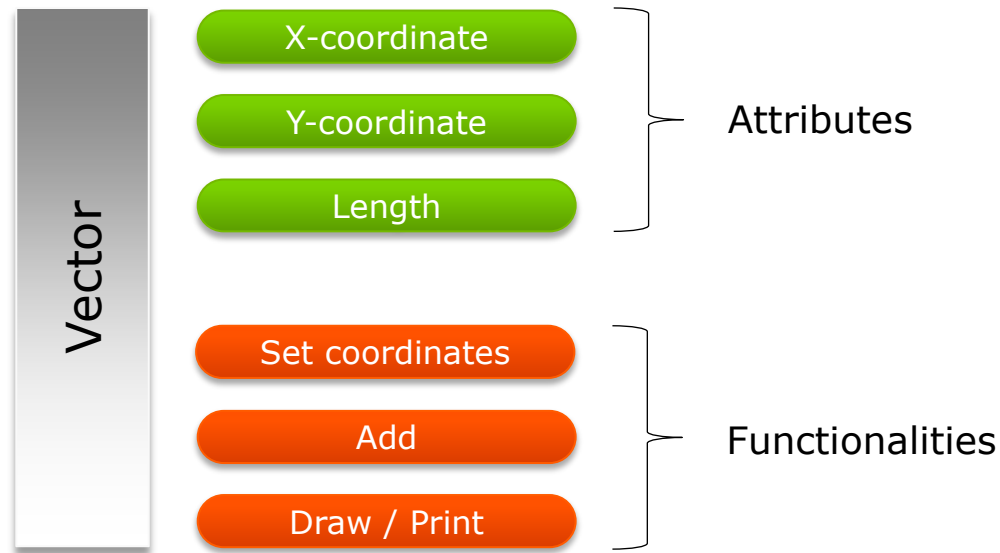 Vector
X-coordinate
Y-coordinate
Length
Attributes
Set coordinates
Add
Draw / Print
Functionalities